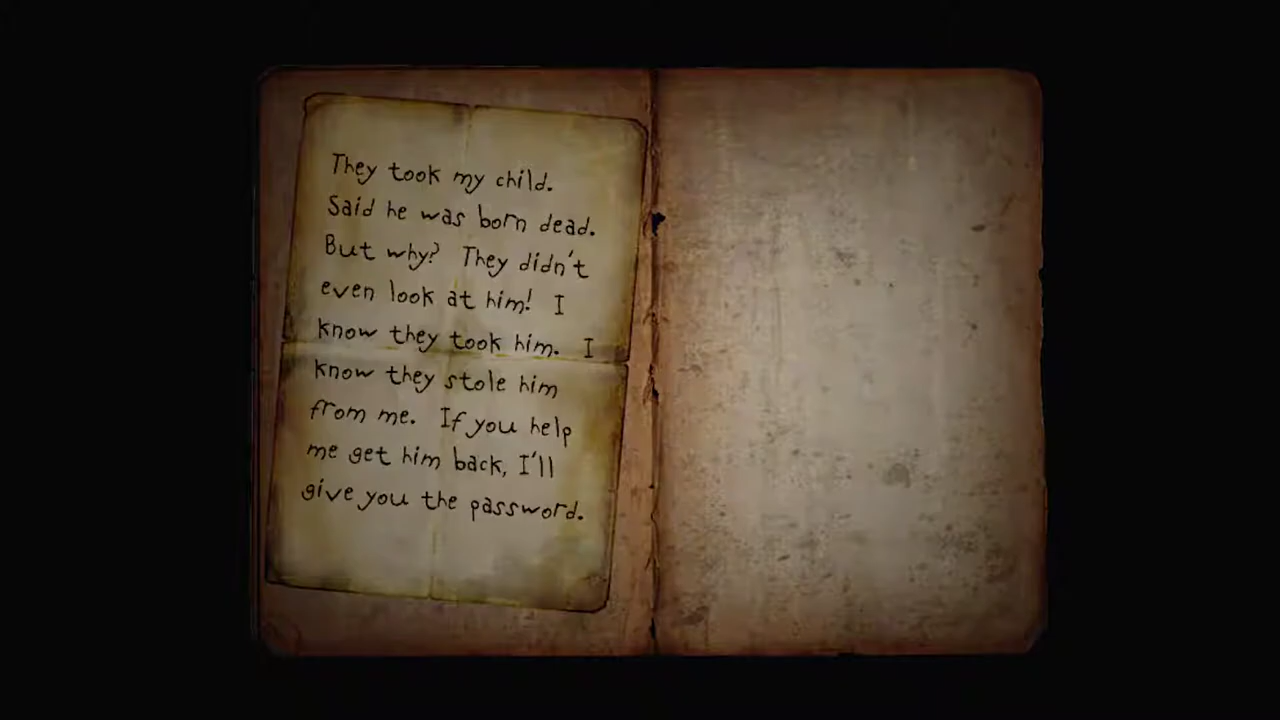 They took my child.
Said he was born dead.
But why? They didn't
even look at him! I
know they took him. I
know they stole him
from me. If you help
me get him back, I'll
give you the password.